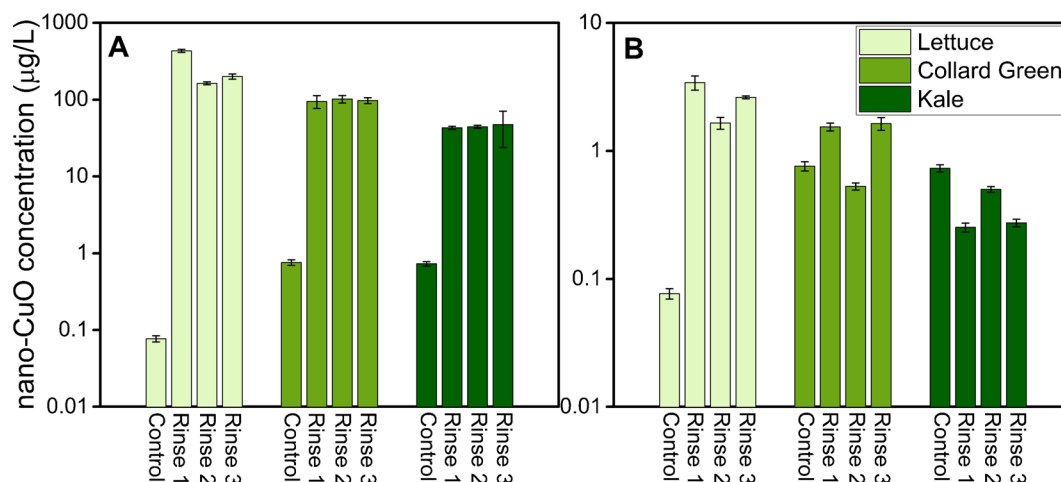 nano-CuO concentration (µg/L)
1000
100
10
1
0.1
0.01
A
Control
Rinse 1
Rinse 2
Rinse 3
Control
Rinse 1
Rinse 2
Rinse 3
Control
Rinse 1
Rinse 2
Rinse 3
10
1
0.1
0.01
B
Lettuce
Collard Green
Kale
Control
Rinse 1
Rinse 2
Rinse 3
Control
Rinse 1
Rinse 2
Rinse 3
Control
Rinse 1
Rinse 2
Rinse 3